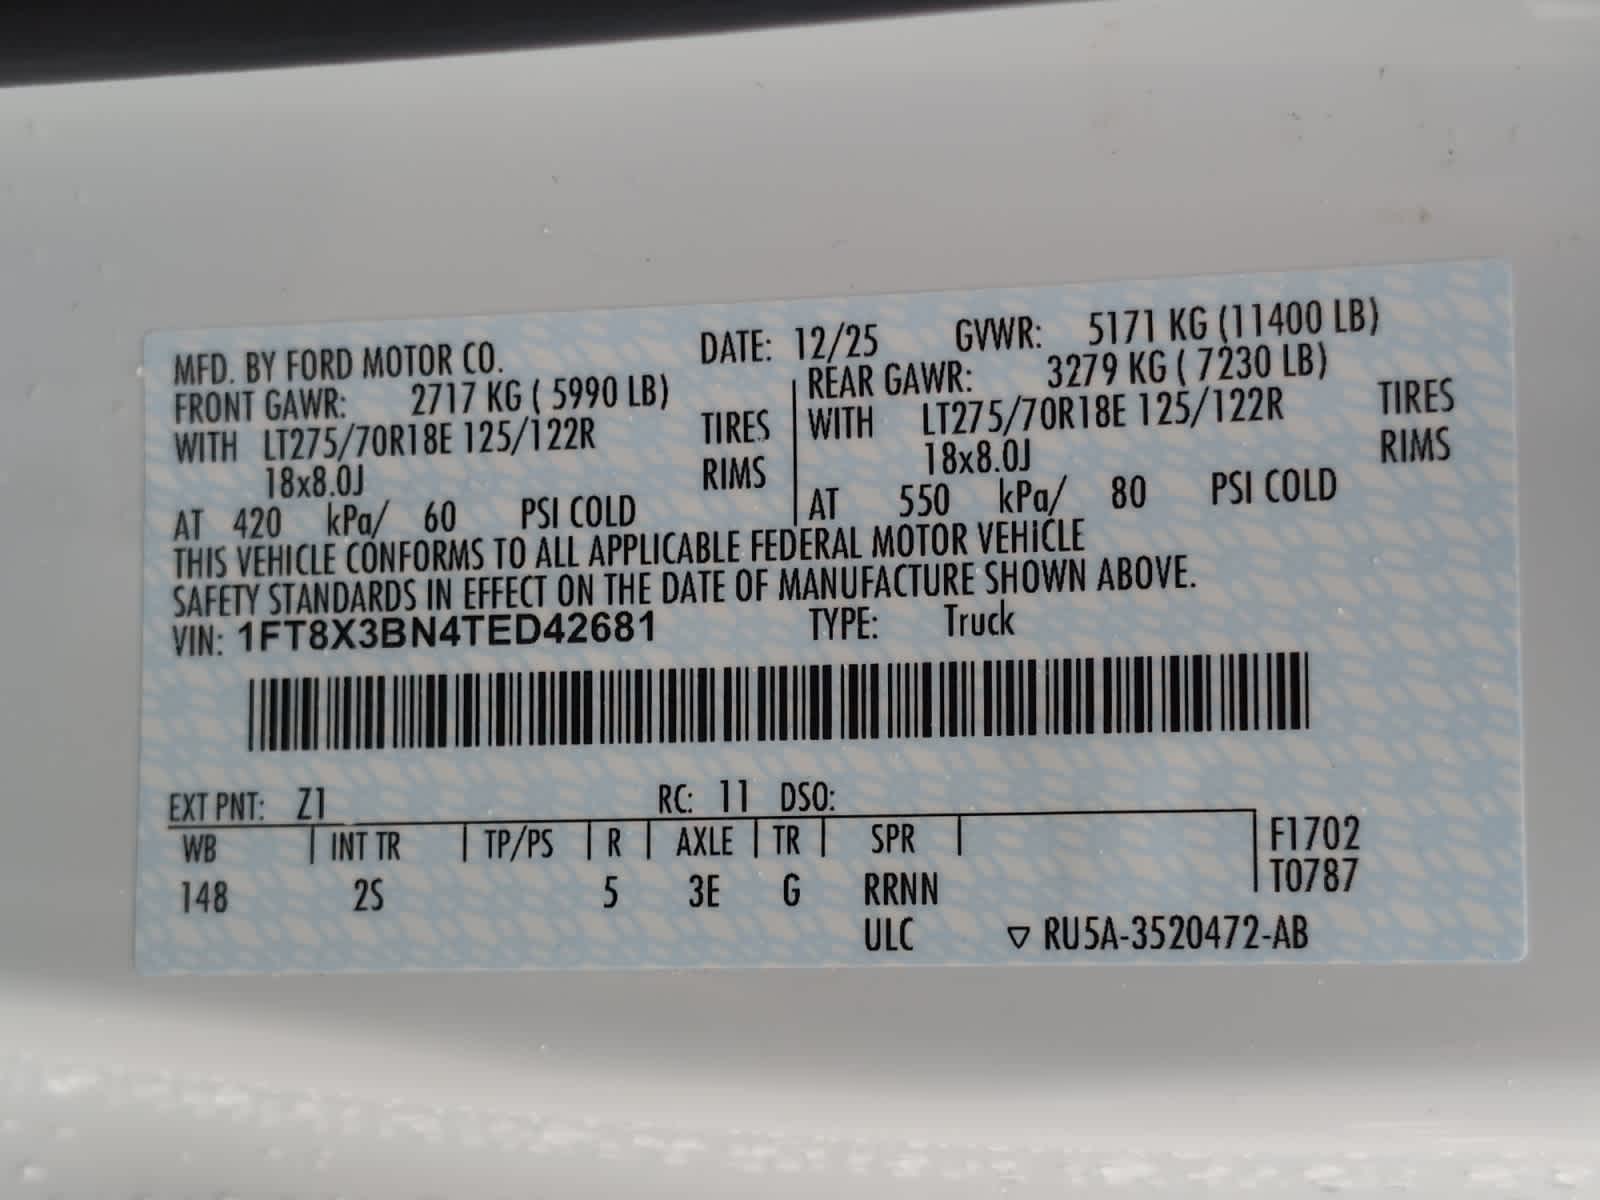 MFD. BY FORD MOTOR CO. DATE: 12/25 GVWR: 5171 KG (11400 LB)
FRONT GAWR: 2717 KG ( 5990 LB) REAR GAWR: 3279 KG ( 7230 LB)
WITH LT275/70R18E 125/122R TIRES WITH LT275/70R18E 125/122R TIRES
18x8.0J RIMS 18x8.0J RIMS
AT 420 kPa/ 60 PSI COLD AT 550 kPa/ 80 PSI COLD
THIS VEHICLE CONFORMS TO ALL APPLICABLE FEDERAL MOTOR VEHICLE
SAFETY STANDARDS IN EFFECT ON THE DATE OF MANUFACTURE SHOWN ABOVE.
VIN: 1FT8X3BN4TED42681 TYPE: Truck
EXT PNT: Z1 RC: 11 DSO:
WB INT TR TP/PS R AXLE TR SPR F1702
T0787
148 2S 5 3E G RRNN
ULC ▽ RU5A-3520472-AB